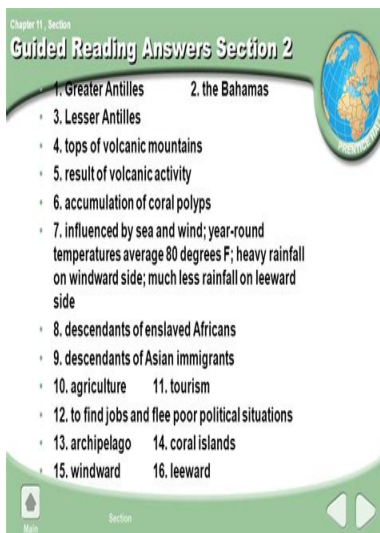 Chapter 11, Section
Guided Reading Answers Section 2
1. Greater Antilles 2. the Bahamas
3. Lesser Antilles
4. tops of volcanic mountains
5. result of volcanic activity
6. accumulation of coral polyps
7. influenced by sea and wind; year-round
temperatures average 80 degrees F; heavy rainfall
on windward side; much less rainfall on leeward
side
8. descendants of enslaved Africans
9. descendants of Asian immigrants
10. agriculture 11. tourism
12. to find jobs and flee poor political situations
13. archipelago 14. coral islands
15. windward 16. leeward
Section
Main